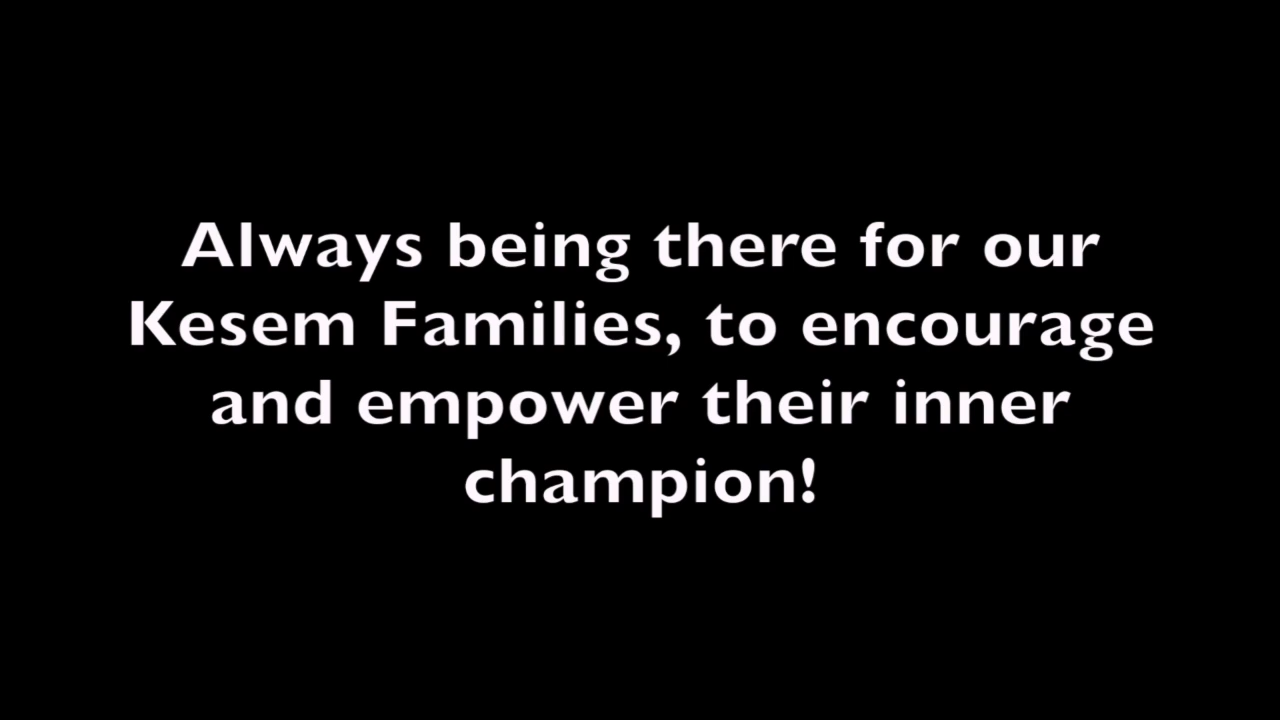 Always being there for our
Kesem Families, to encourage
and empower their inner
champion!